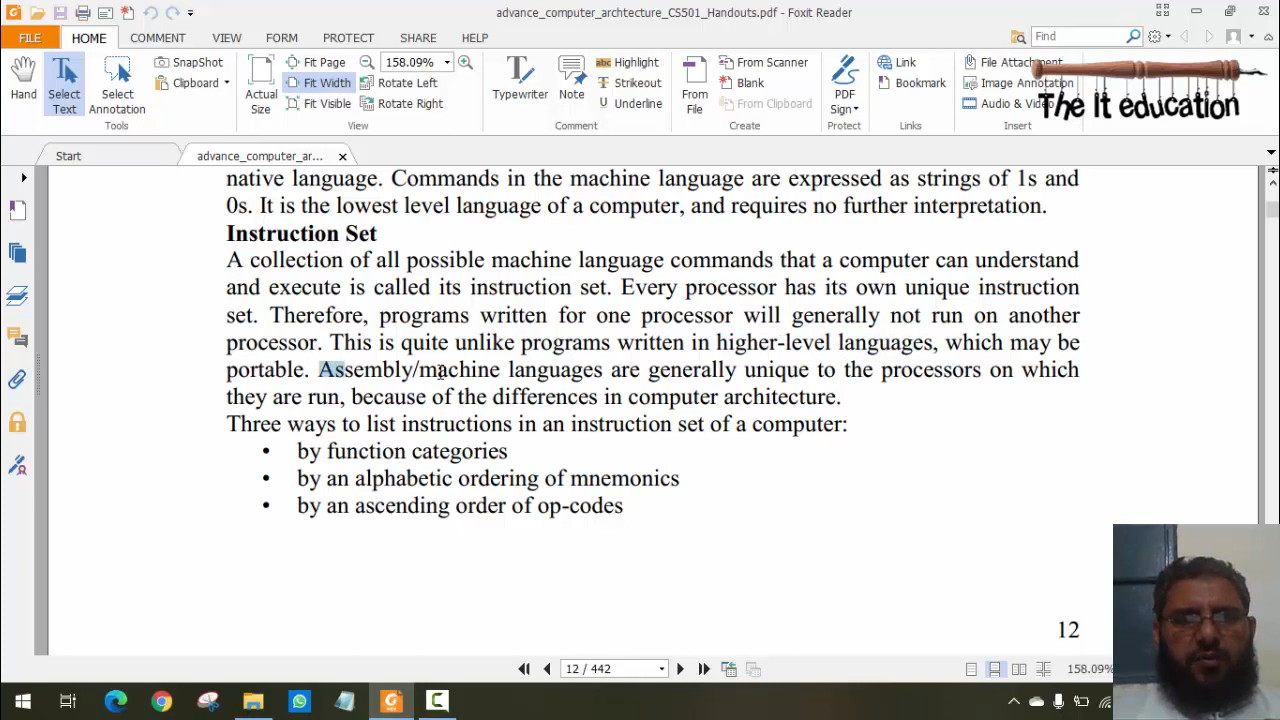 advance_computer_archtecture_CS501_Handouts.pdf - Foxit Reader
FILE HOME COMMENT VIEW FORM PROTECT SHARE HELP Find
Hand
Select Text
Select Annotation
SnapShot
Clipboard
Tools
Actual Size
Fit Page
Fit Width
Fit Visible
158.09%
Rotate Left
Rotate Right
View
Typewriter
Note
Highlight
Strikeout
Underline
Comment
From File
From Scanner
Blank
From Clipboard
Create
PDF Sign
Protect
Link
Bookmark
Links
File Attachment
Image Annotation
Audio & Video
Insert
The It education
Start advance_computer_ar...
native language. Commands in the machine language are expressed as strings of 1s and
0s. It is the lowest level language of a computer, and requires no further interpretation.
Instruction Set
A collection of all possible machine language commands that a computer can understand
and execute is called its instruction set. Every processor has its own unique instruction
set. Therefore, programs written for one processor will generally not run on another
processor. This is quite unlike programs written in higher-level languages, which may be
portable. Assembly/machine languages are generally unique to the processors on which
they are run, because of the differences in computer architecture.
Three ways to list instructions in an instruction set of a computer:
• by function categories
• by an alphabetic ordering of mnemonics
• by an ascending order of op-codes
12
12 / 442
158.09%